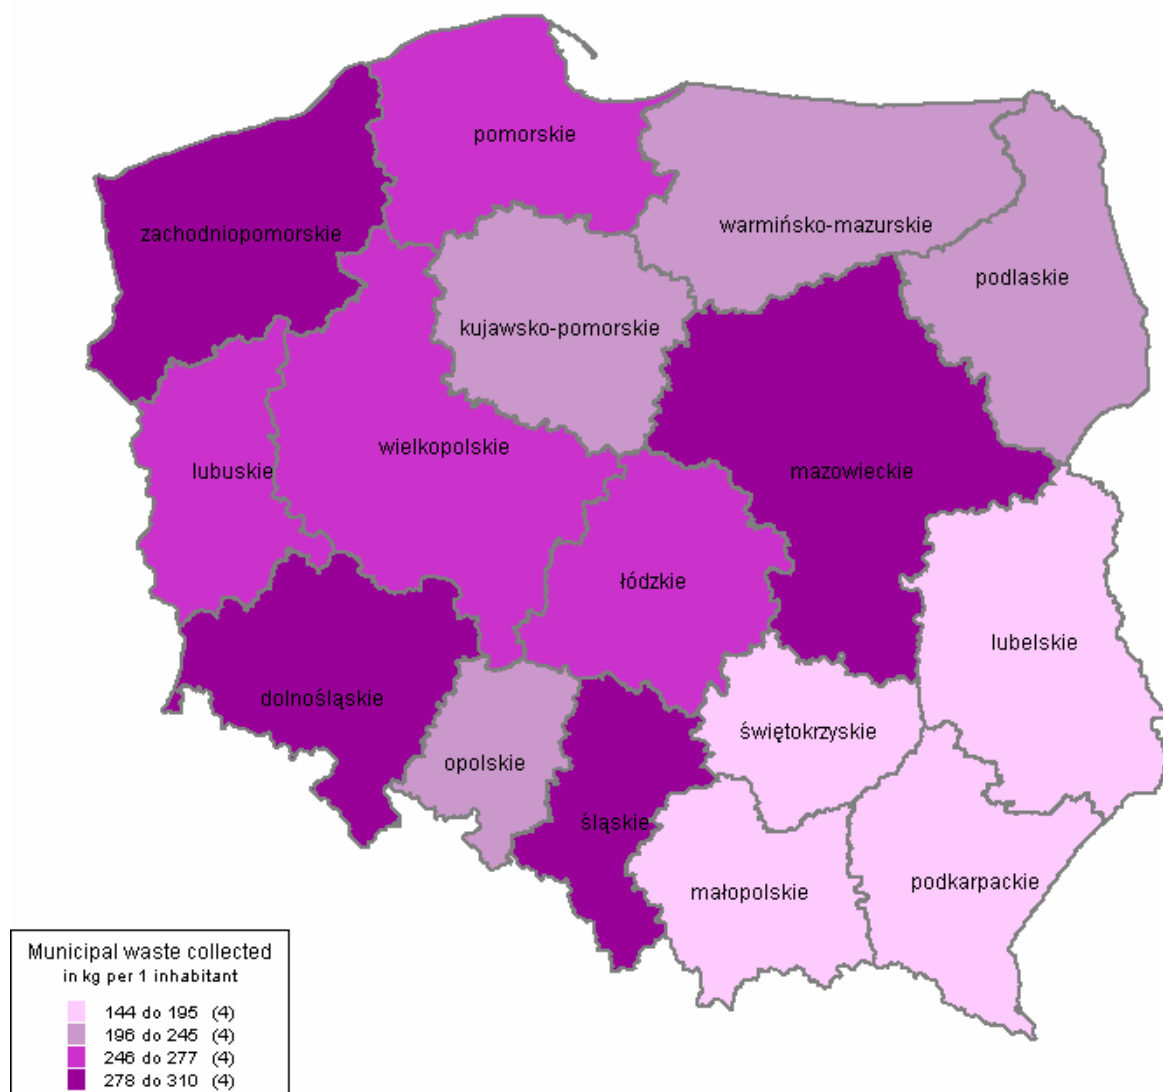 pomorskie
zachodniopomorskie
warmińsko-mazurskie
podlaskie
kujawsko-pomorskie
wielkopolskie
lubuskie
mazowieckie
łódzkie
lubelskie
dolnośląskie
świętokrzyskie
opolskie
śląskie
małopolskie
podkarpackie
Municipal waste collected
in kg per 1 inhabitant
144 do 195 (4)
196 do 245 (4)
246 do 277 (4)
278 do 310 (4)